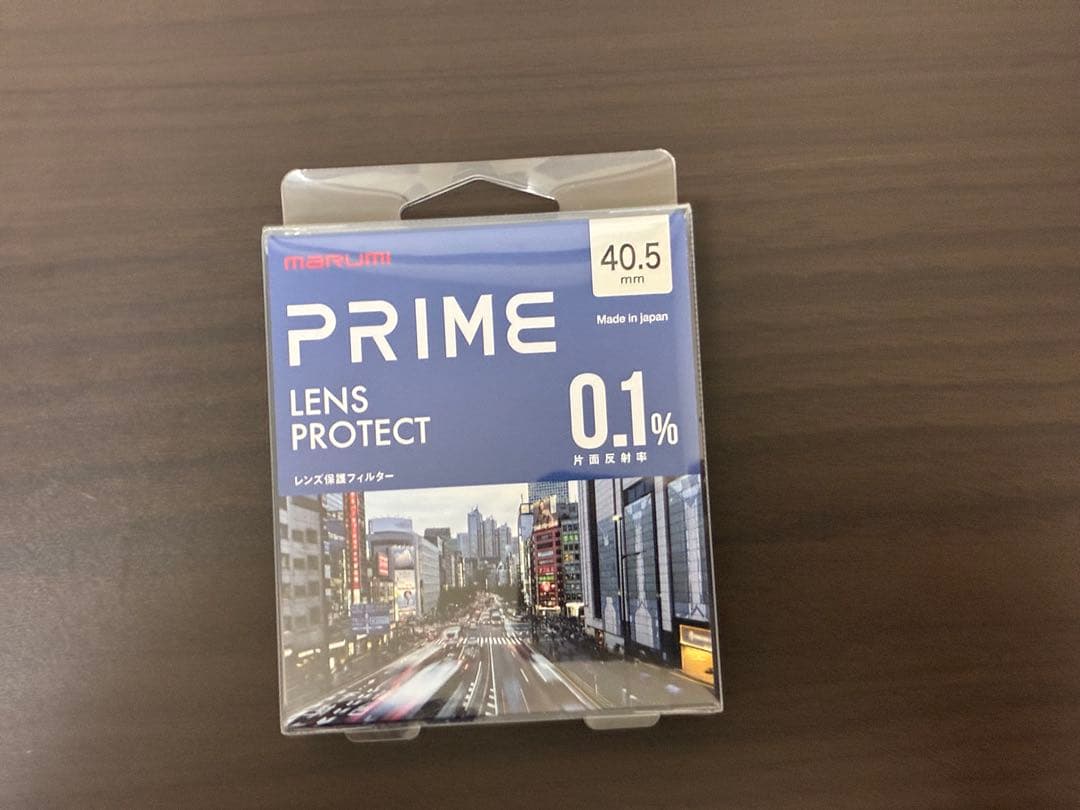 marumi
40.5
mm
PRIME
Made in japan
LENS
PROTECT
0.1%
片面反射率
レンズ保護フィルター